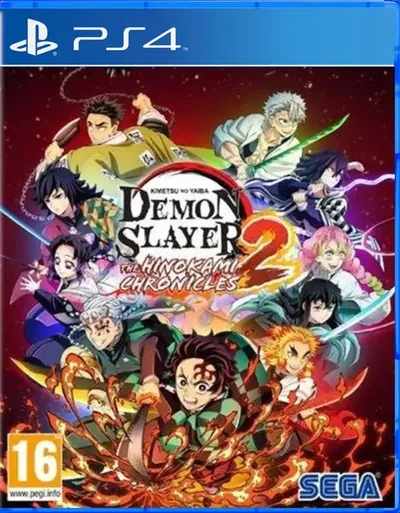 PS4
KIMETSU NO YAIBA
DEMON
SLAYER
THE HINOKAMI
CHRONICLES 2
16
www.pegi.info
SEGA